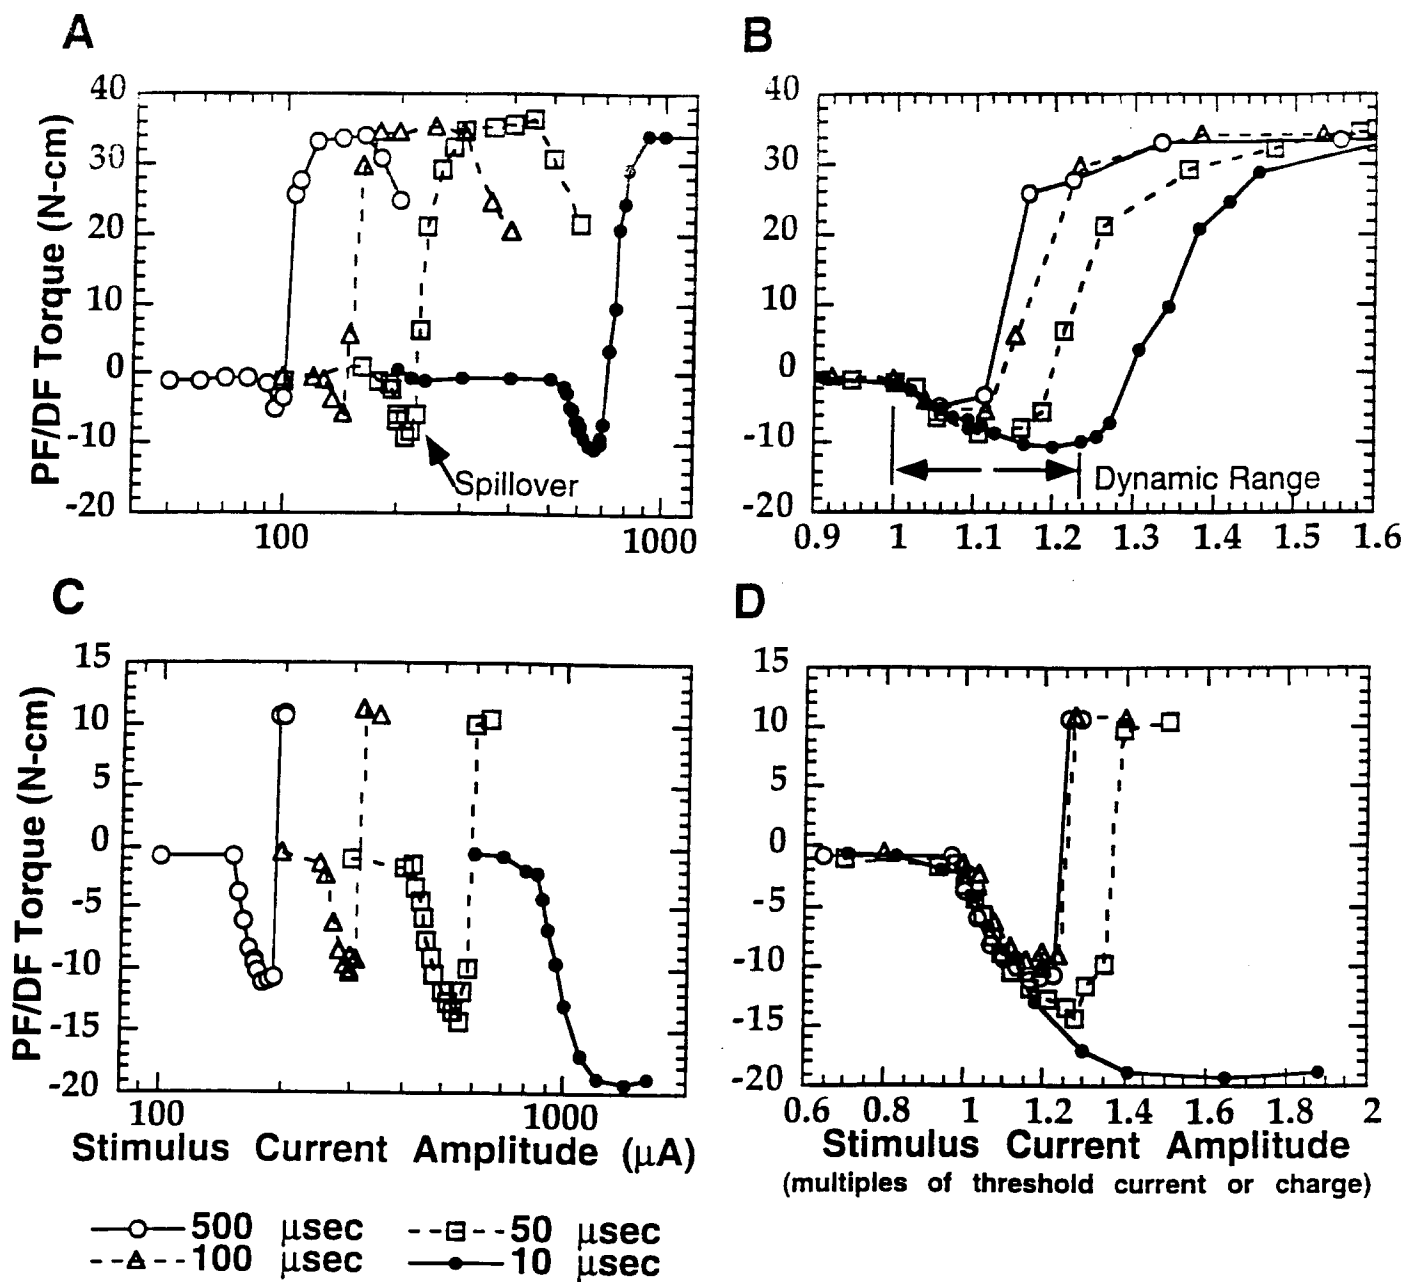 A
B
40
30
20
10
0
-10
-20
PF/DF Torque (N-cm)
Spillover
100
1000
40
30
20
10
0
-10
-20
Dynamic Range
0.9 1 1.1 1.2 1.3 1.4 1.5 1.6
C
D
15
10
5
0
-5
-10
-15
-20
PF/DF Torque (N-cm)
100
1000
Stimulus Current Amplitude (µA)
15
10
5
0
-5
-10
-15
-20
0.6 0.8 1 1.2 1.4 1.6 1.8 2
Stimulus Current Amplitude
(multiples of threshold current or charge)
500 µsec
50 µsec
100 µsec
10 µsec